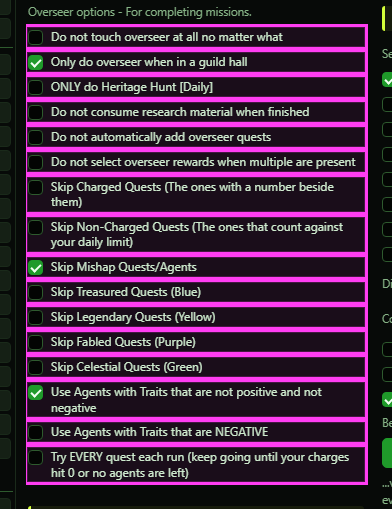 Overseer options - For completing missions.
Do not touch overseer at all no matter what
Only do overseer when in a guild hall
ONLY do Heritage Hunt [Daily]
Do not consume research material when finished
Do not automatically add overseer quests
Do not select overseer rewards when multiple are present
Skip Charged Quests (The ones with a number beside
them)
Skip Non-Charged Quests (The ones that count against
your daily limit)
Skip Mishap Quests/Agents
Skip Treasured Quests (Blue)
Skip Legendary Quests (Yellow)
Skip Fabled Quests (Purple)
Skip Celestial Quests (Green)
Use Agents with Traits that are not positive and not
negative
Use Agents with Traits that are NEGATIVE
Try EVERY quest each run (keep going until your charges
hit 0 or no agents are left)
Se
Di
Co
Be
...v
ev